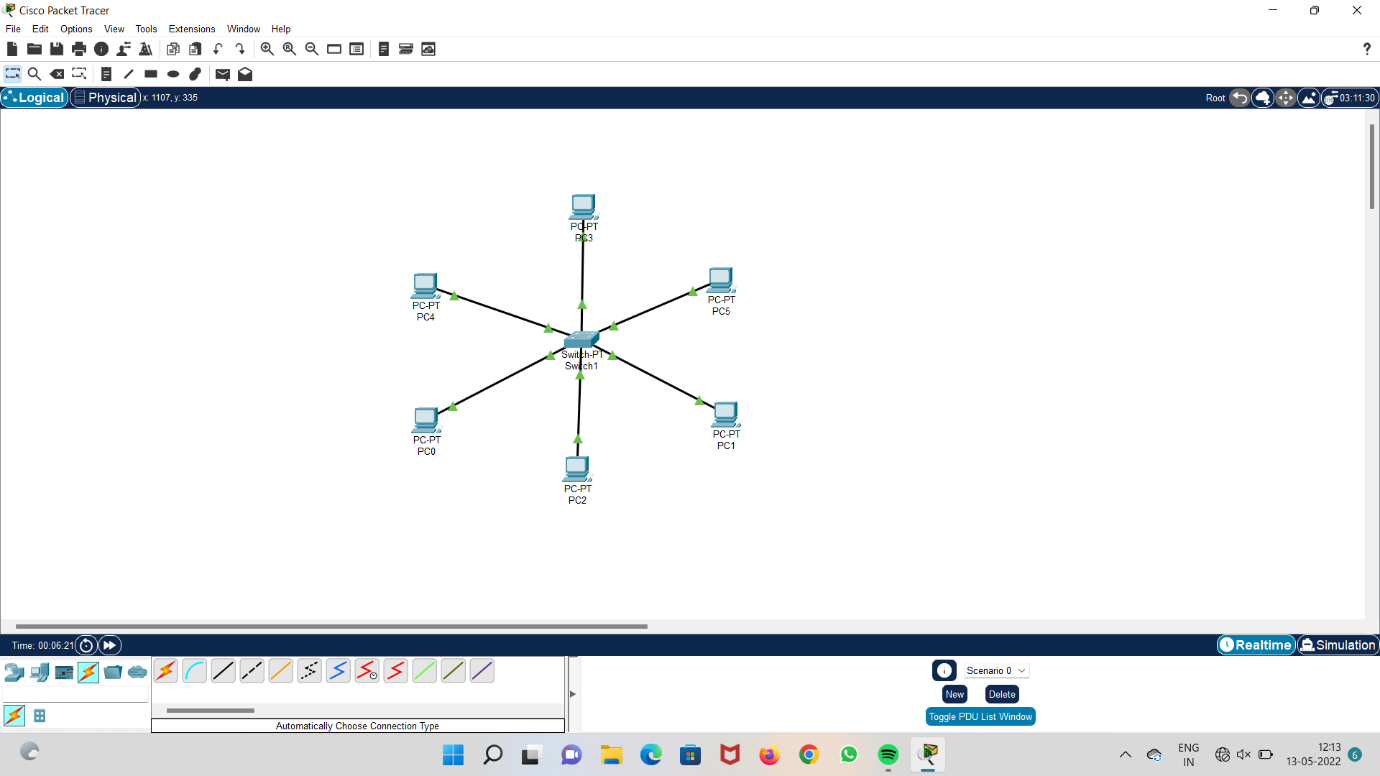 Cisco Packet Tracer
File Edit Options View Tools Extensions Window Help
?
Logical Physical x: 1107, y: 335 Root 03:11:30
PC-PT
PC3
PC-PT
PC4
PC-PT
PC5
Switch-PT
Switch1
PC-PT
PC0
PC-PT
PC1
PC-PT
PC2
Time: 00:06:21 Realtime Simulation
Scenario 0
New Delete
Toggle PDU List Window
Automatically Choose Connection Type
ENG
IN
12:13
13-05-2022
6